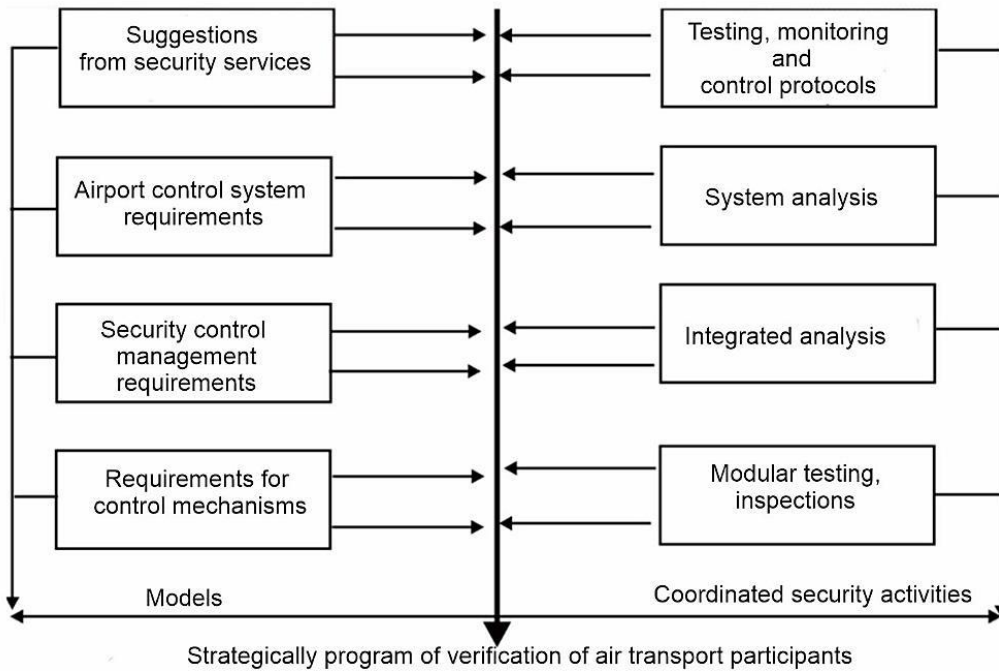 Suggestions
from security services
Testing, monitoring
and
control protocols
Airport control system
requirements
System analysis
Security control
management
requirements
Integrated analysis
Requirements for
control mechanisms
Modular testing,
inspections
Models
Coordinated security activities
Strategically program of verification of air transport participants